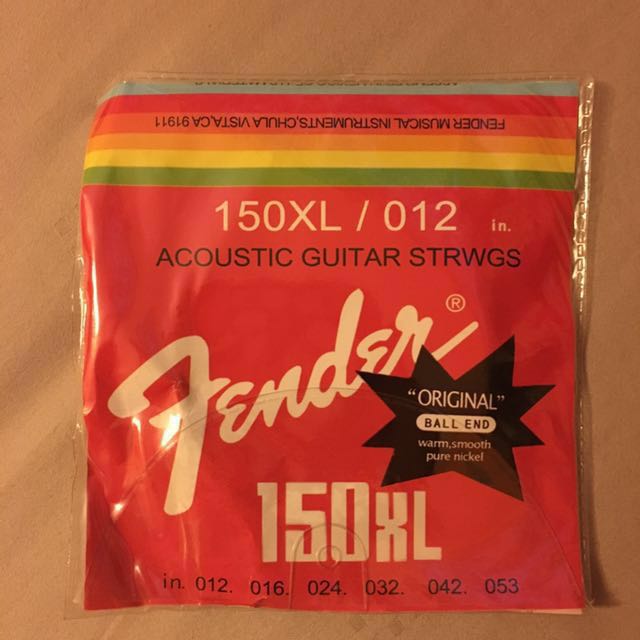 FENDER MUSICAL INSTRUMENTS,CHULA VISTA,CA 91911
150XL / 012 in.
ACOUSTIC GUITAR STRWGS
Fender®
"ORIGINAL"
BALL END
warm,smooth
pure nickel
150XL
in. 012. 016. 024. 032. 042. 053